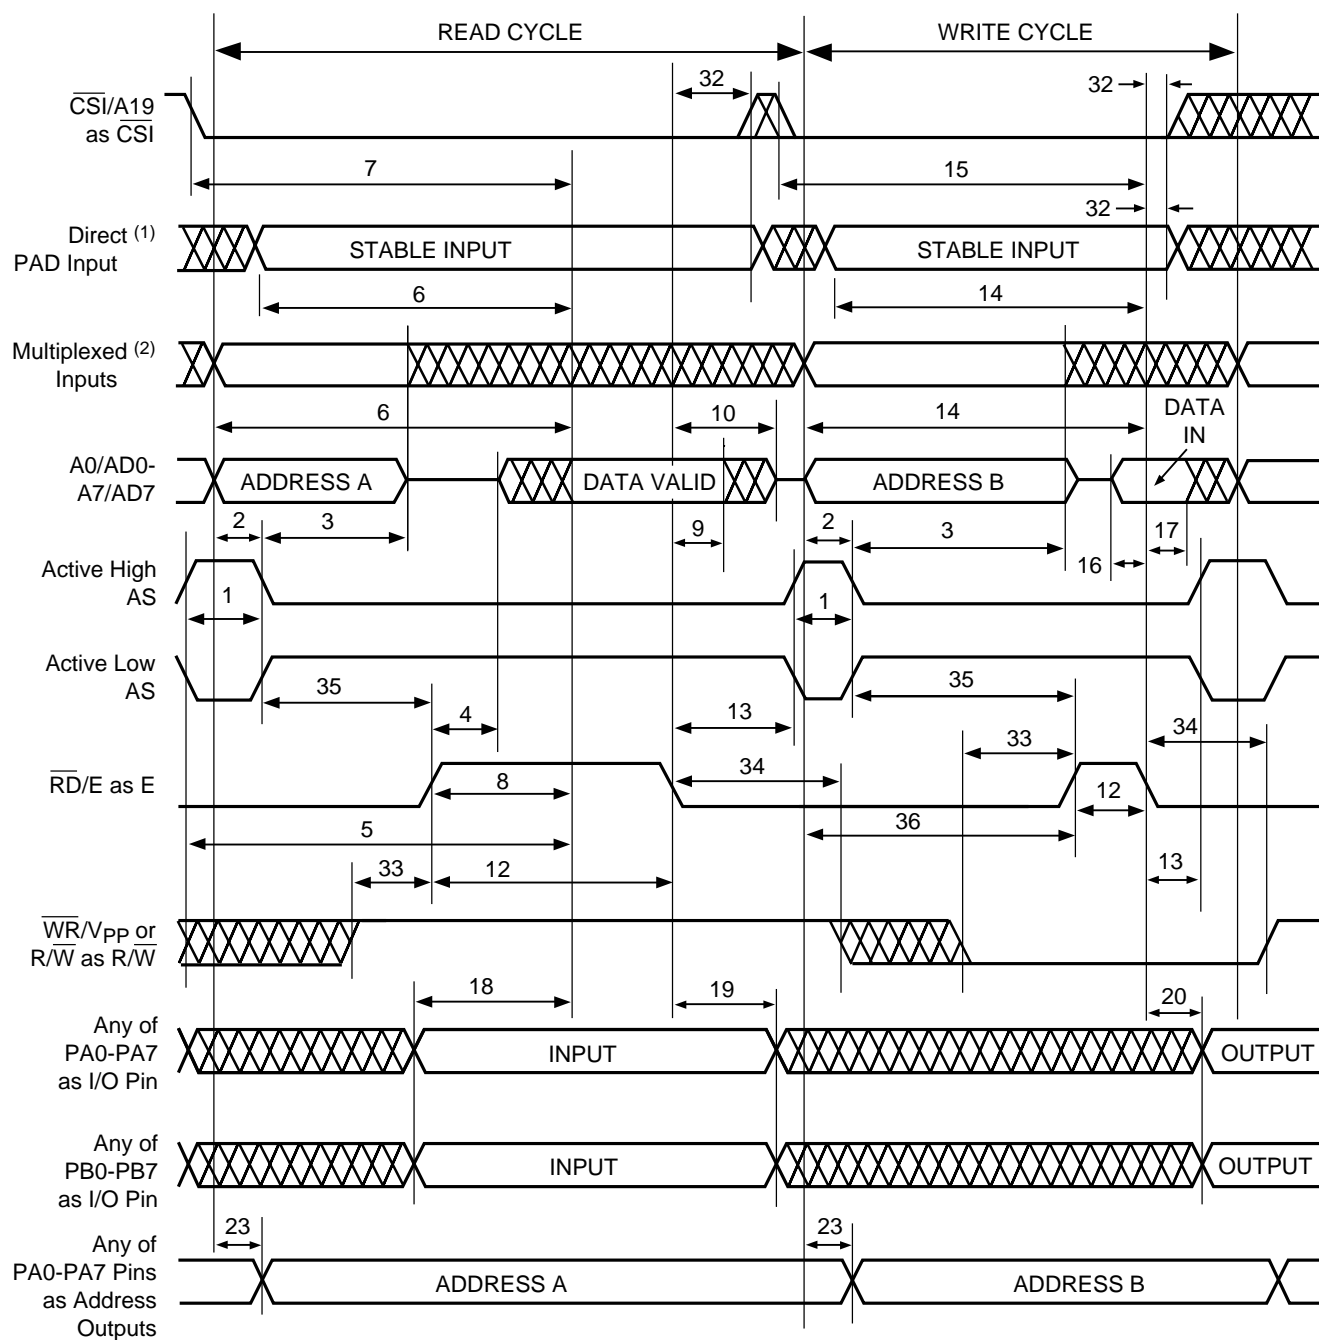 READ CYCLE
WRITE CYCLE
32
32
CSI/A19
as CSI
7
15
32
Direct (1)
PAD Input
STABLE INPUT
STABLE INPUT
6
14
Multiplexed (2)
Inputs
6
10
14
DATA
IN
A0/AD0-
A7/AD7
ADDRESS A
DATA VALID
ADDRESS B
2
3
9
2
3
17
16
Active High
AS
1
1
Active Low
AS
35
35
4
13
34
33
RD/E as E
8
34
12
5
36
33
12
13
WR/VPP or
R/W as R/W
18
19
20
Any of
PA0-PA7
as I/O Pin
INPUT
OUTPUT
Any of
PB0-PB7
as I/O Pin
INPUT
OUTPUT
23
23
Any of
PA0-PA7 Pins
as Address
Outputs
ADDRESS A
ADDRESS B